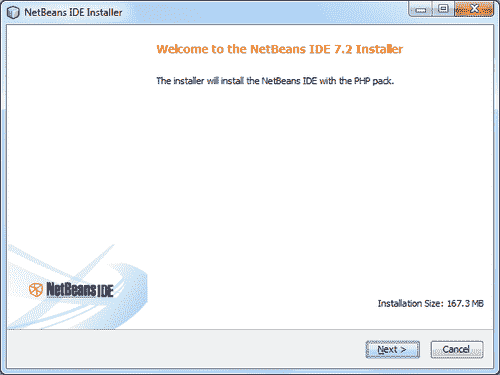 NetBeans IDE Installer
Welcome to the NetBeans IDE 7.2 Installer
The installer will install the NetBeans IDE with the PHP pack.
NetBeans IDE
Installation Size: 167.3 MB
Next >
Cancel